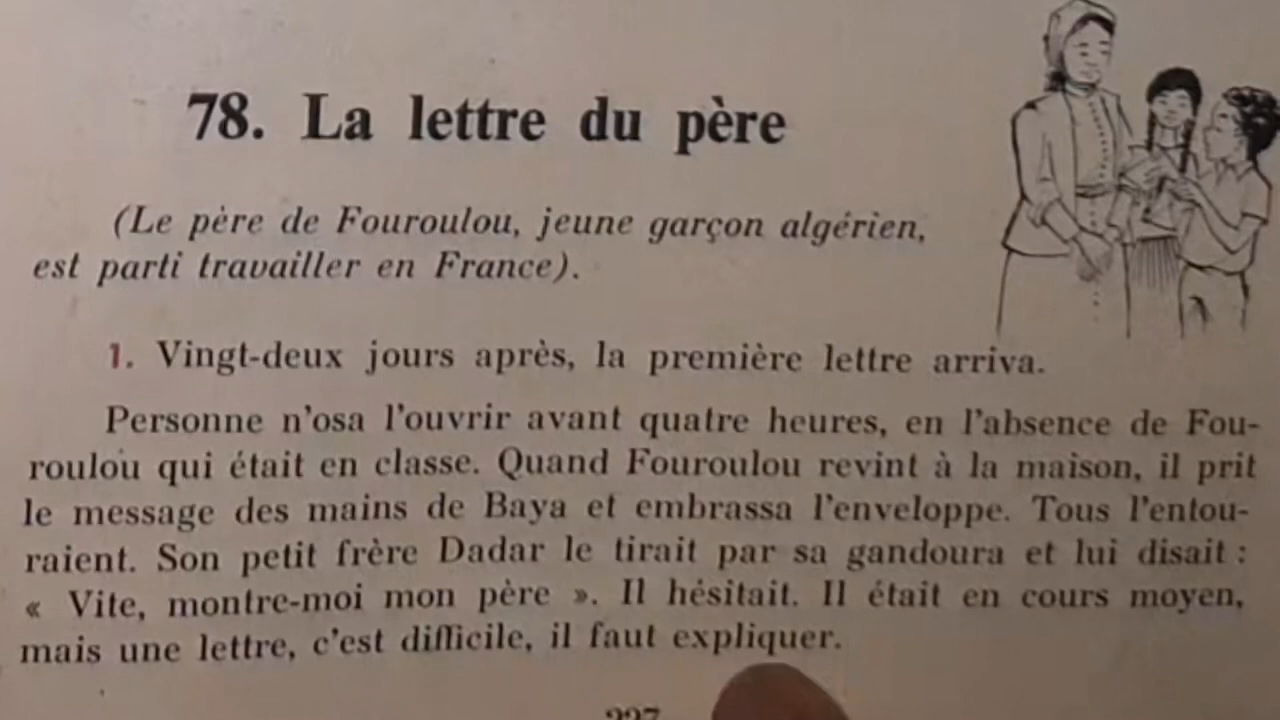 78. La lettre du père
(Le père de Fouroulou, jeune garçon algérien,
est parti travailler en France).
1. Vingt-deux jours après, la première lettre arriva.
Personne n'osa l'ouvrir avant quatre heures, en l'absence de Fou-
roulou qui était en classe. Quand Fouroulou revint à la maison, il prit
le message des mains de Baya et embrassa l'enveloppe. Tous l'entou-
raient. Son petit frère Dadar le tirait par sa gandoura et lui disait :
« Vite, montre-moi mon père ». Il hésitait. Il était en cours moyen,
mais une lettre, c'est difficile, il faut expliquer.